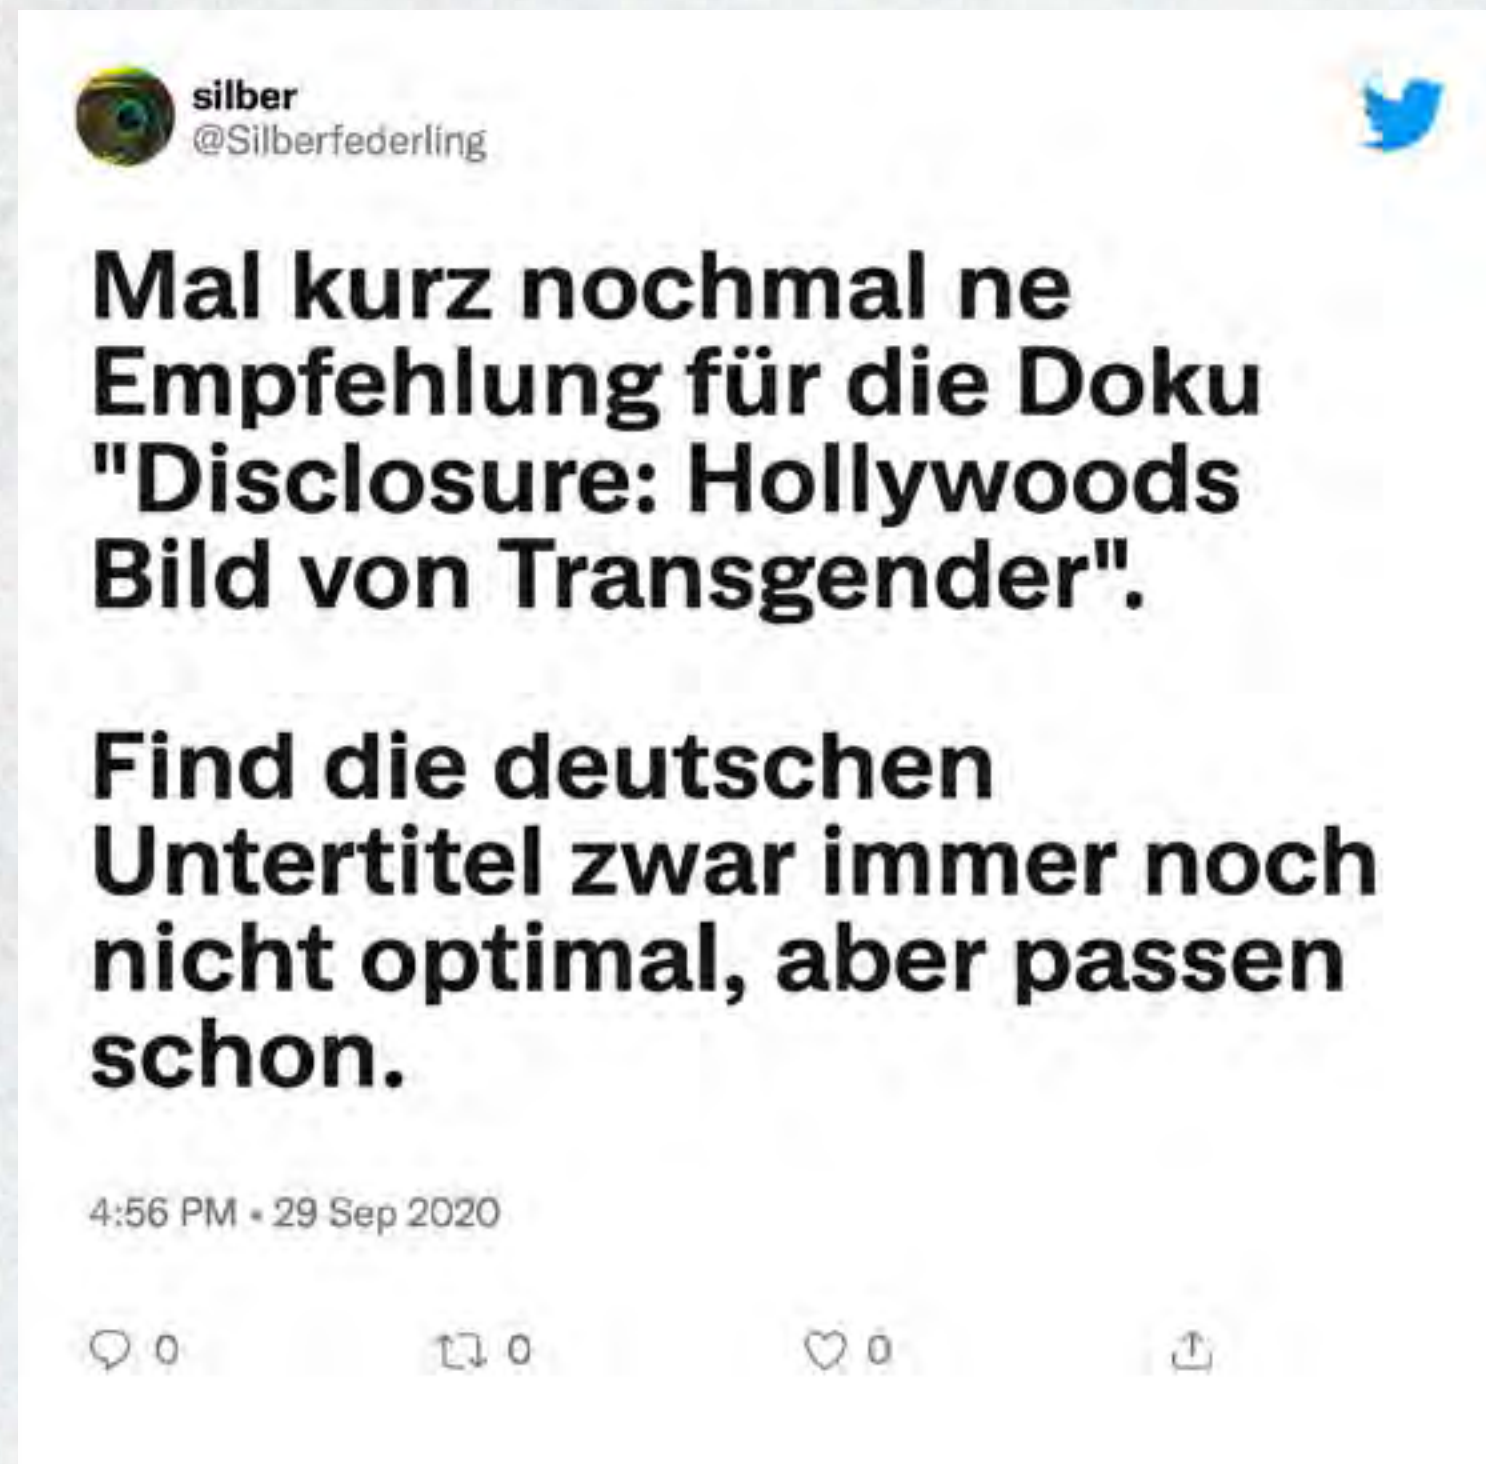 silber
@Silberfederling
Mal kurz nochmal ne
Empfehlung für die Doku
"Disclosure: Hollywoods
Bild von Transgender".
Find die deutschen
Untertitel zwar immer noch
nicht optimal, aber passen
schon.
4:56 PM • 29 Sep 2020
0 0 0